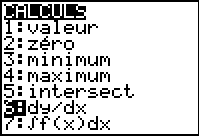 CALCULS
1:valeur
2:zéro
3:minimum
4:maximum
5:intersect
6:dy/dx
7:∫f(x)dx